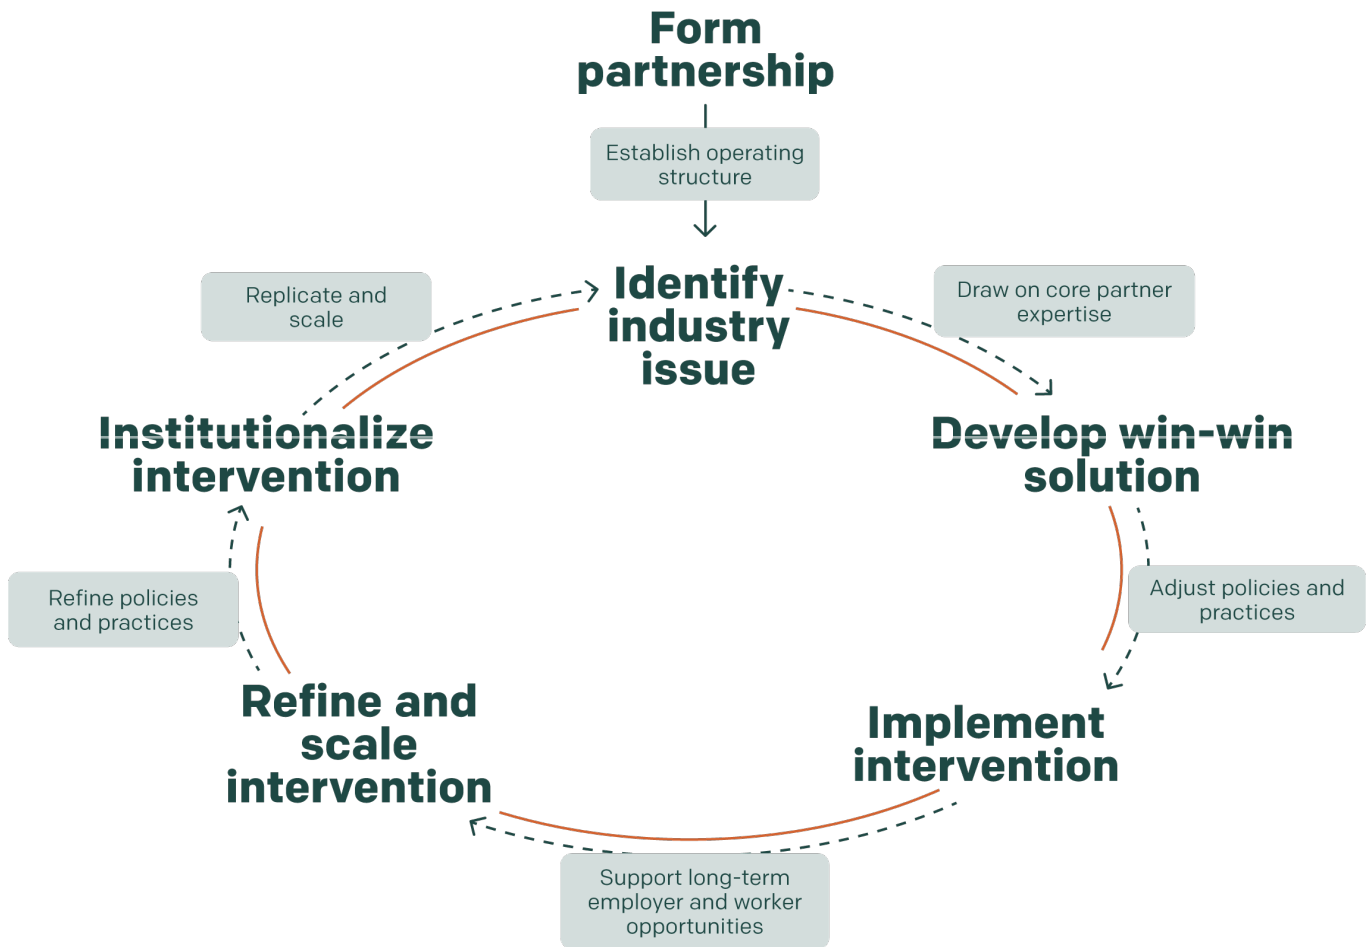 Form
partnership
Establish operating
structure
Identify
industry
issue
Draw on core partner
expertise
Develop win-win
solution
Adjust policies and
practices
Implement
intervention
Support long-term
employer and worker
opportunities
Refine and
scale
intervention
Refine policies
and practices
Institutionalize
intervention
Replicate and
scale